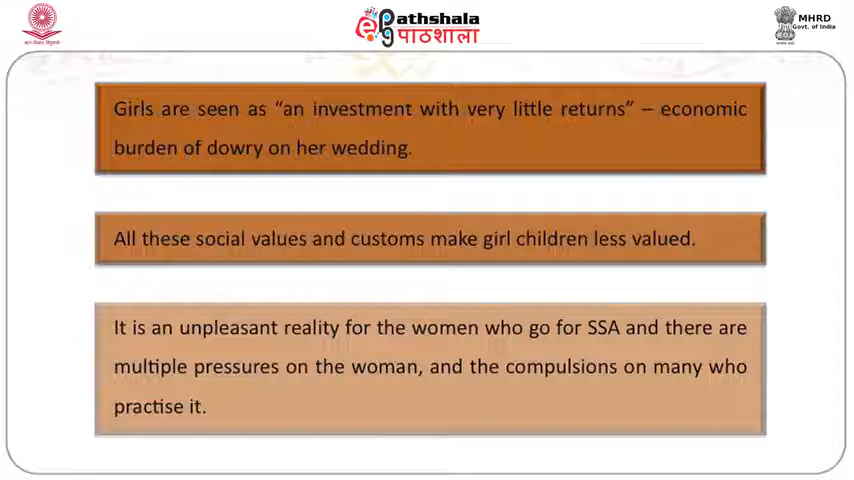 ePathshala
पाठशाला
MHRD
Govt. of India
Girls are seen as “an investment with very little returns” – economic
burden of dowry on her wedding.
All these social values and customs make girl children less valued.
It is an unpleasant reality for the women who go for SSA and there are
multiple pressures on the woman, and the compulsions on many who
practise it.